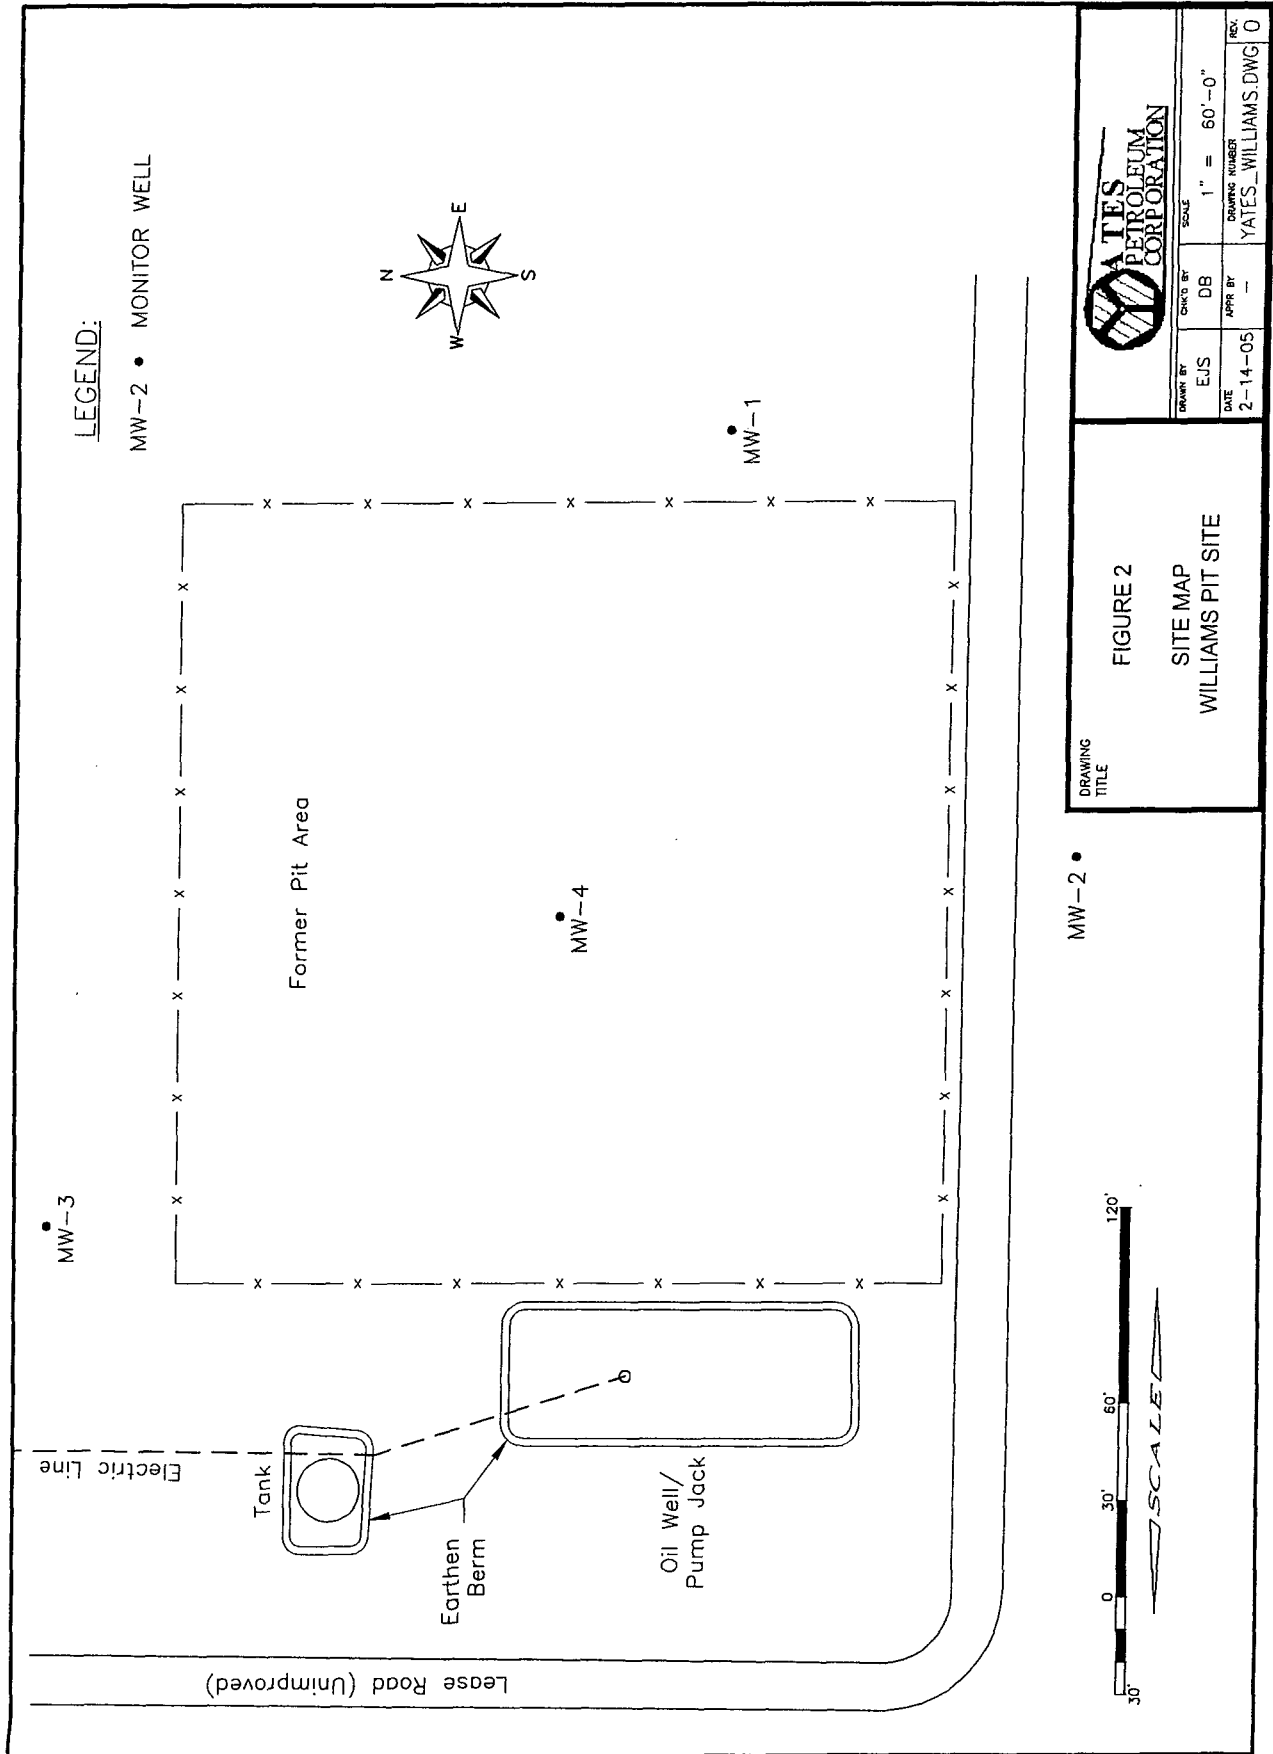 LEGEND:
MW-2 • MONITOR WELL
N
E
S
W
MW-3
MW-1
Former Pit Area
MW-4
MW-2
Electric Line
Tank
Earthen
Berm
Oil Well/
Pump Jack
Lease Road (Unimproved)
30'
0
30'
60'
120'
SCALE
DRAWING
TITLE
FIGURE 2
SITE MAP
WILLIAMS PIT SITE
YATES
PETROLEUM
CORPORATION
DRAWN BY
EJS
CHK'D BY
DB
SCALE
1" = 60'-0"
DATE
2-14-05
APPR BY
-
DRAWING NUMBER
YATES_WILLIAMS.DWG
REV.
0